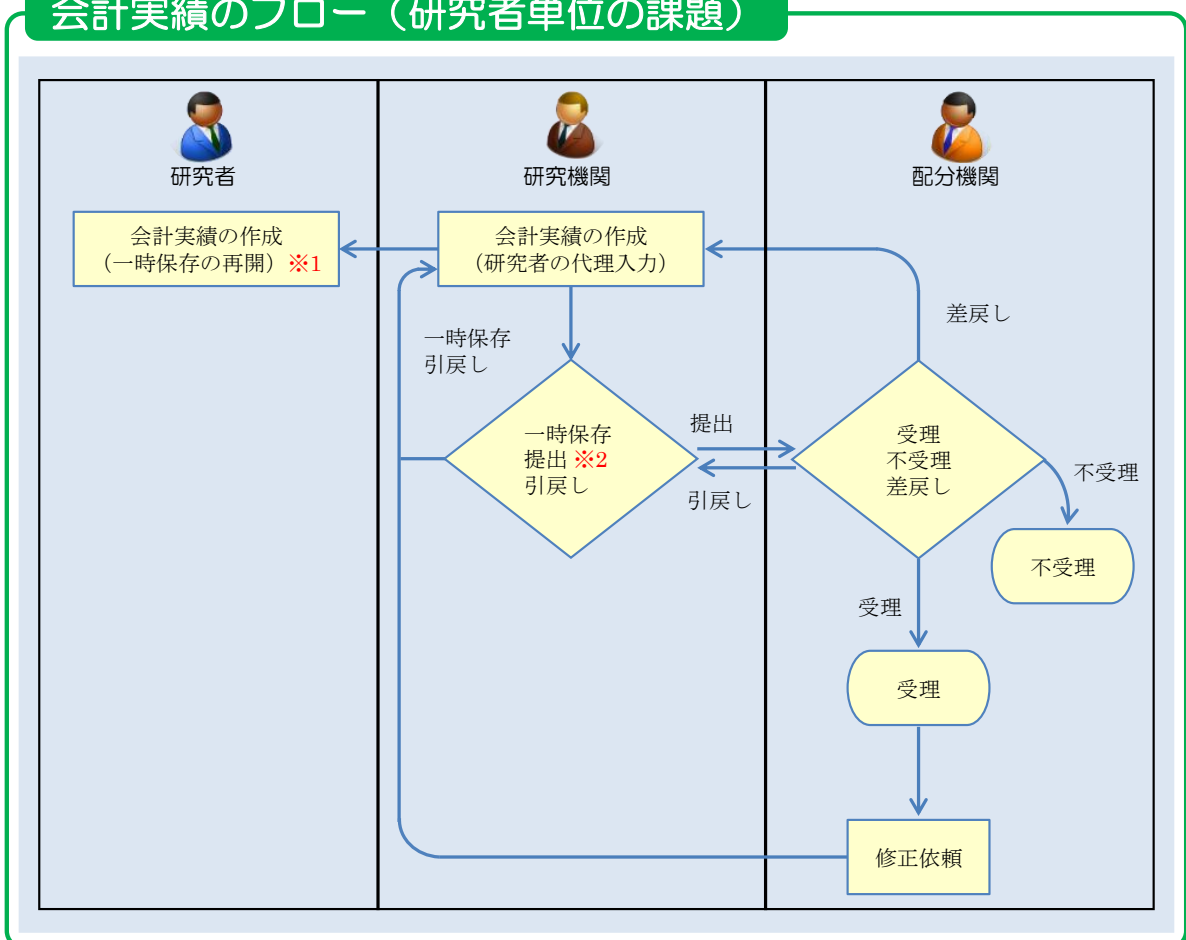 会計実績のフロー（研究者単位の課題）
研究者
研究機関
配分機関
会計実績の作成
（一時保存の再開）※1
会計実績の作成
（研究者の代理入力）
差戻し
一時保存
引戻し
一時保存
提出 ※2
引戻し
提出
引戻し
受理
不受理
差戻し
不受理
不受理
受理
受理
修正依頼